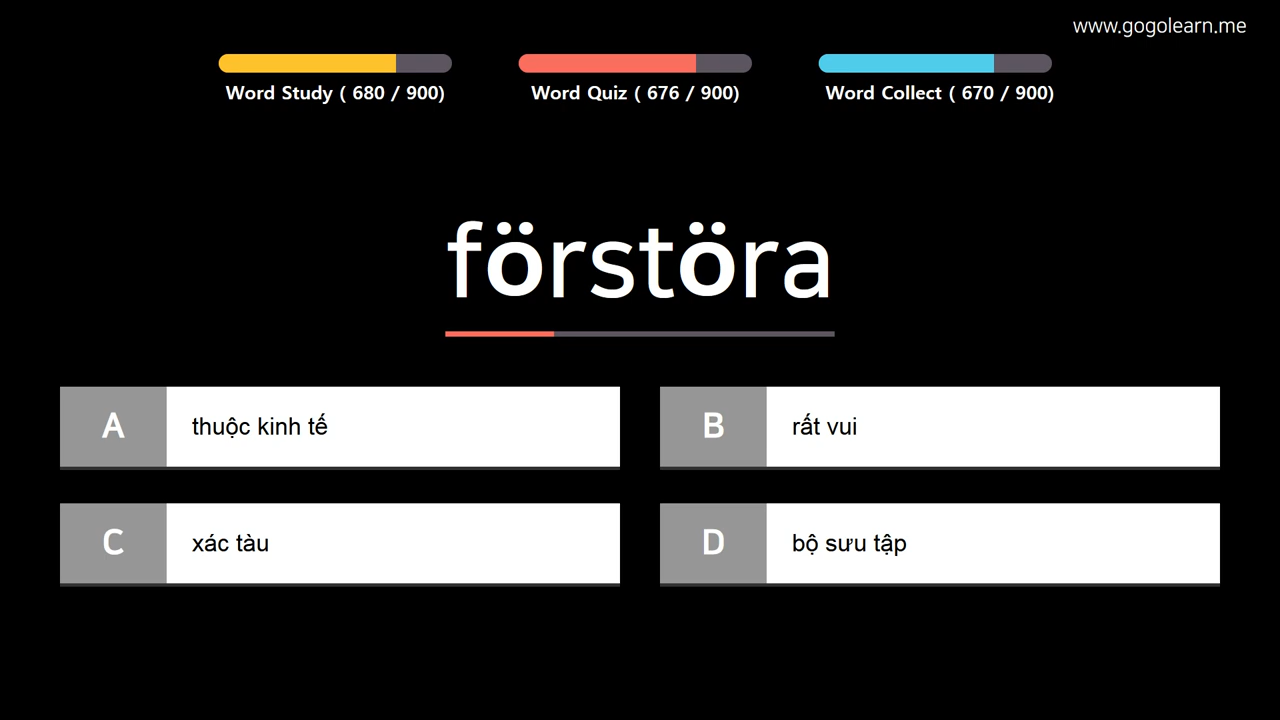 www.gogolearn.me
Word Study ( 680 / 900)
Word Quiz ( 676 / 900)
Word Collect ( 670 / 900)
förstöra
A thuộc kinh tế
B rất vui
C xác tàu
D bộ sưu tập